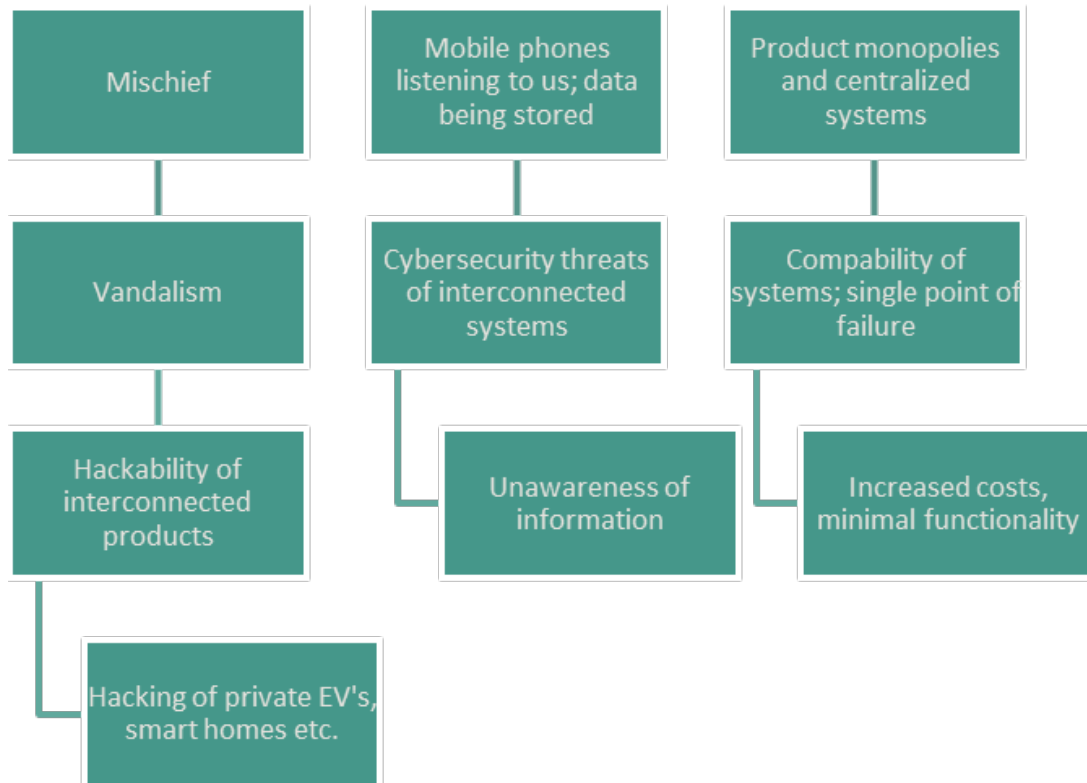 Mischief
Vandalism
Hackability of
interconnected
products
Hacking of private EV's,
smart homes etc.
Mobile phones
listening to us; data
being stored
Cybersecurity threats
of interconnected
systems
Unawareness of
information
Product monopolies
and centralized
systems
Compability of
systems; single point of
failure
Increased costs,
minimal functionality